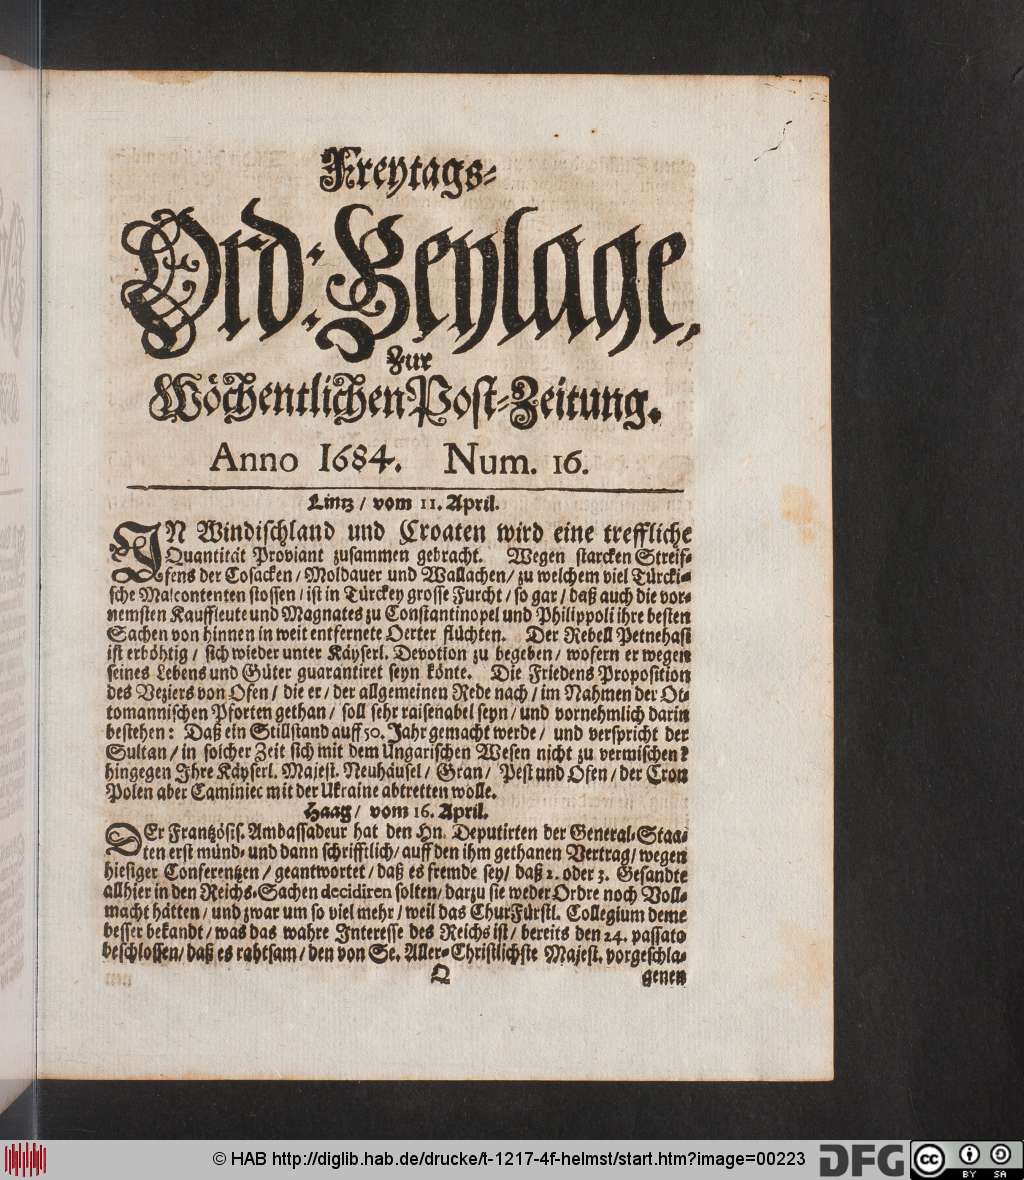 Freytags-
Ord: Beylage,
Zur
Wöchentlichen Post-Zeitung.
Anno 1684. Num. 16.
Lintz / vom 11. April.
IN Windischland und Croaten wird eine treffliche
Quantität Proviant zusammen gebracht. Wegen starcken Streif-
fens der Cosacken / Moldauer und Wallachen / zu welchem viel Türcki-
sche Malcontenten stossen / ist in Türckey grosse Furcht / so gar / daß auch die vor-
nemsten Kauffleute und Magnates zu Constantinopel und Philippoli ihre besten
Sachen von hinnen in weit entfernete Oerter flüchten. Der Rebell Petnehasi
ist erböhtig / sich wieder unter Käyserl. Devotion zu begeben / wofern er wegen
seines Lebens und Güter guarantiret seyn könte. Die Friedens Proposition
des Veziers von Ofen / die er / der allgemeinen Rede nach / im Nahmen der Ot-
tomannischen Pforten gethan / soll sehr raisenabel seyn / und vornehmlich darin
bestehen: Daß ein Stillstand auff 50. Jahr gemacht werde / und verspricht der
Sultan / in solcher Zeit sich mit dem Ungarischen Wesen nicht zu vermischen?
hingegen Ihre Käyserl. Majest. Neuhäusel / Gran / Pest und Ofen / der Cron
Polen aber Caminiec mit der Ukraine abtretten wolle.
Haag / vom 16. April.
DEr Frantzösis. Ambassadeur hat den Hn. Deputirten der General-Staa-
ten erst münd- und dann schrifftlich / auff den ihm gethanen Vertrag / wegen
hiesiger Conferentzen / geantwortet / daß es fremde sey / daß 2. oder 3. Gesandte
allhier in den Reichs-Sachen decidiren solten / darzu sie weder Ordre noch Voll-
macht hätten / und zwar um so viel mehr / weil das ChurFürstl. Collegium deme
besser bekandt / was das wahre Interesse des Reichs ist / bereits den 24. passato
beschlossen / daß es rahtsam / den von Se. Aller-Christlichste Majest. vorgeschla-
Q genen
© HAB http://diglib.hab.de/drucke/t-1217-4f-helmst/start.htm?image=00223
DFG
cc BY SA